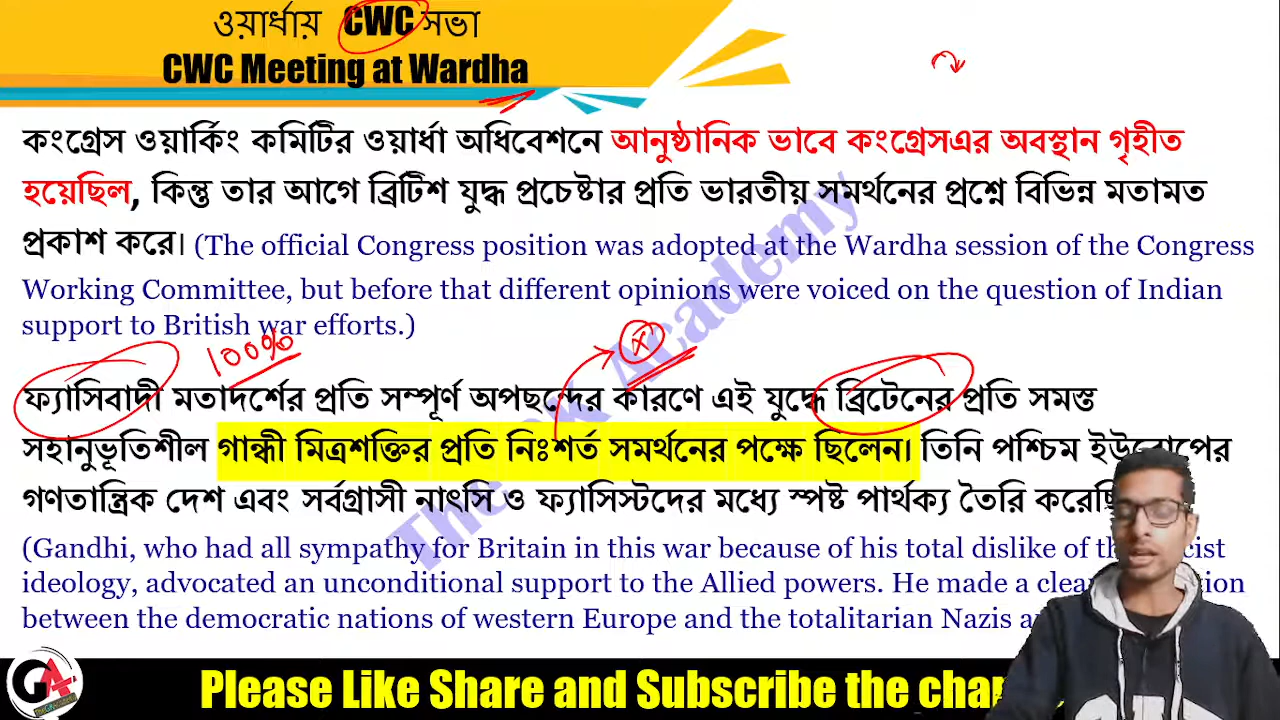 ওয়ার্ধায় CWC সভা
CWC Meeting at Wardha
কংগ্রেস ওয়ার্কিং কমিটির ওয়ার্ধা অধিবেশনে আনুষ্ঠানিক ভাবে কংগ্রেসএর অবস্থান গৃহীত
হয়েছিল, কিন্তু তার আগে ব্রিটিশ যুদ্ধ প্রচেষ্টার প্রতি ভারতীয় সমর্থনের প্রশ্নে বিভিন্ন মতামত
প্রকাশ করে। (The official Congress position was adopted at the Wardha session of the Congress
Working Committee, but before that different opinions were voiced on the question of Indian
support to British war efforts.)
100%
ফ্যাসিবাদী মতাদর্শের প্রতি সম্পূর্ণ অপছন্দের কারণে এই যুদ্ধে ব্রিটেনের প্রতি সমস্ত
সহানুভূতিশীল গান্ধী মিত্রশক্তির প্রতি নিঃশর্ত সমর্থনের পক্ষে ছিলেন। তিনি পশ্চিম ইউরোপের
গণতান্ত্রিক দেশ এবং সর্বগ্রাসী নাৎসি ও ফ্যাসিস্টদের মধ্যে স্পষ্ট পার্থক্য তৈরি
(Gandhi, who had all sympathy for Britain in this war because of his total dislike of
ideology, advocated an unconditional support to the Allied powers. He made a
between the democratic nations of western Europe and the totalitarian Nazis
Please Like Share and Subscribe the
GA